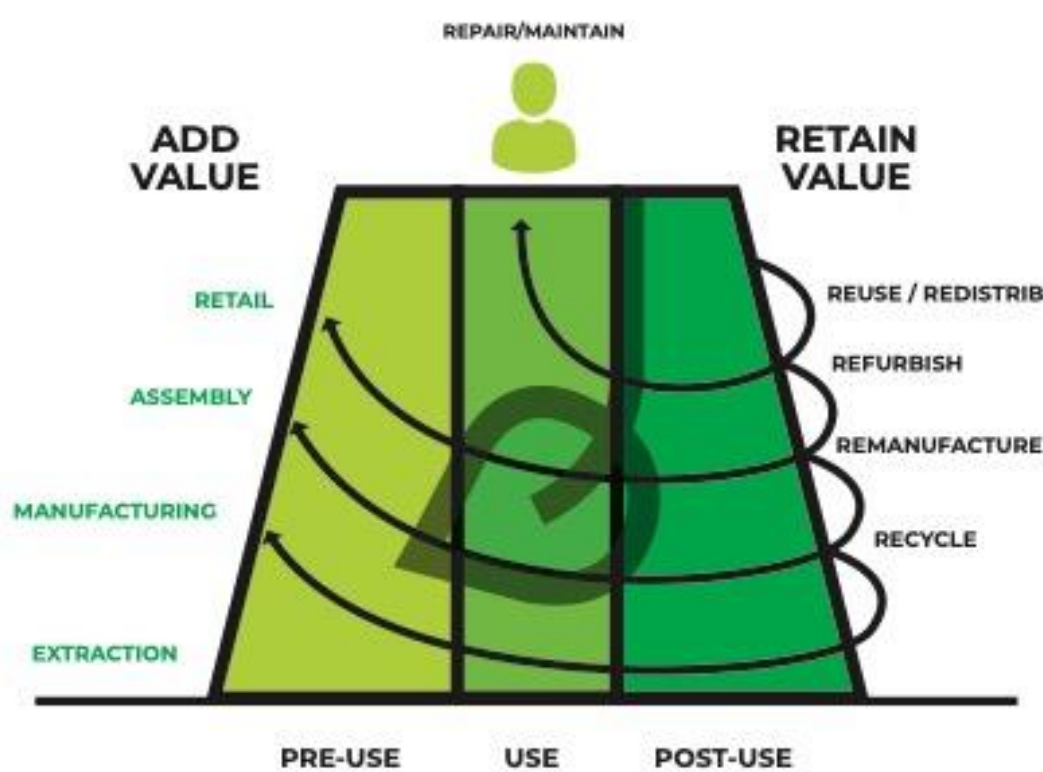 REPAIR/MAINTAIN
ADD
VALUE
RETAIN
VALUE
RETAIL
REUSE / REDISTRIB
REFURBISH
ASSEMBLY
REMANUFACTURE
MANUFACTURING
RECYCLE
EXTRACTION
PRE-USE
USE
POST-USE